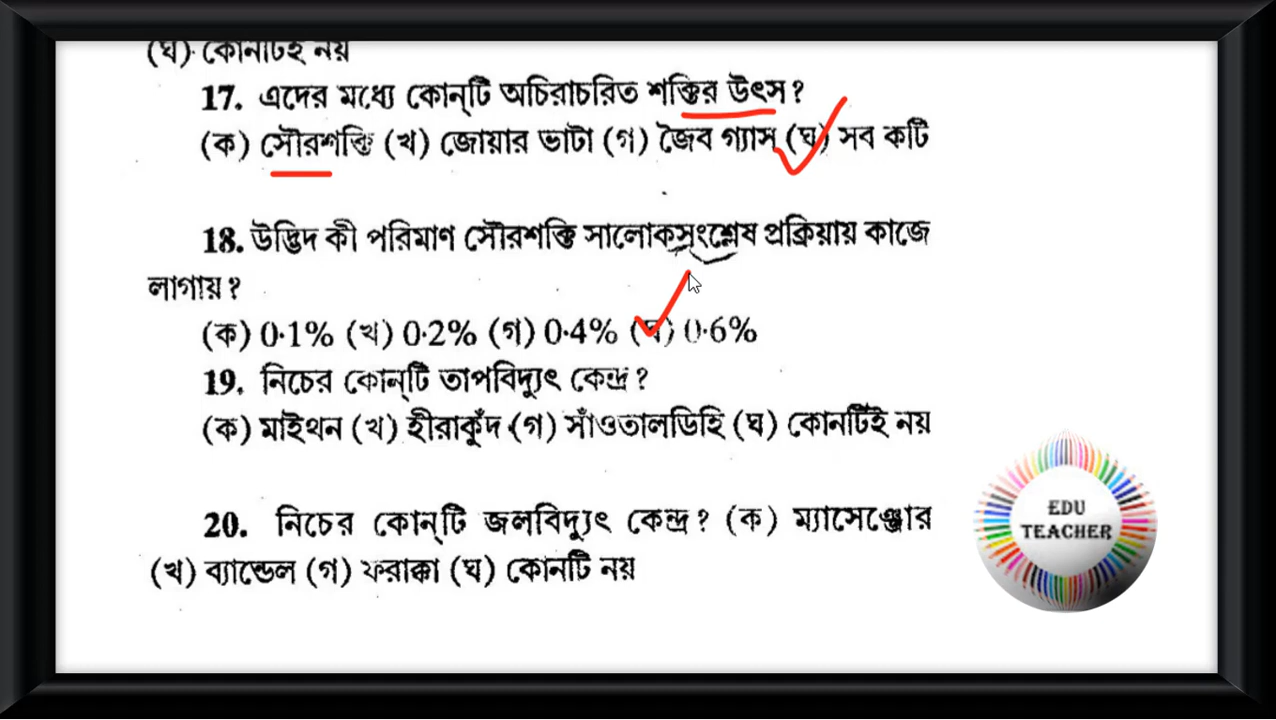 (ঘ) কোনটিই নয়
17. এদের মধ্যে কোন্‌টি অচিরাচরিত শক্তির উৎস?
(ক) সৌরশক্তি (খ) জোয়ার ভাটা (গ) জৈব গ্যাস (ঘ) সব কটি
18. উদ্ভিদ কী পরিমাণ সৌরশক্তি সালোকসংশ্লেষ প্রক্রিয়ায় কাজে
লাগায়?
(ক) 0·1% (খ) 0·2% (গ) 0·4% (ঘ) 0·6%
19. নিচের কোন্‌টি তাপবিদ্যুৎ কেন্দ্র?
(ক) মাইথন (খ) হীরাকুঁদ (গ) সাঁওতালডিহি (ঘ) কোনটিই নয়
20. নিচের কোন্‌টি জলবিদ্যুৎ কেন্দ্র? (ক) ম্যাসেঞ্জোর
(খ) ব্যান্ডেল (গ) ফরাক্কা (ঘ) কোনটি নয়
EDU
TEACHER